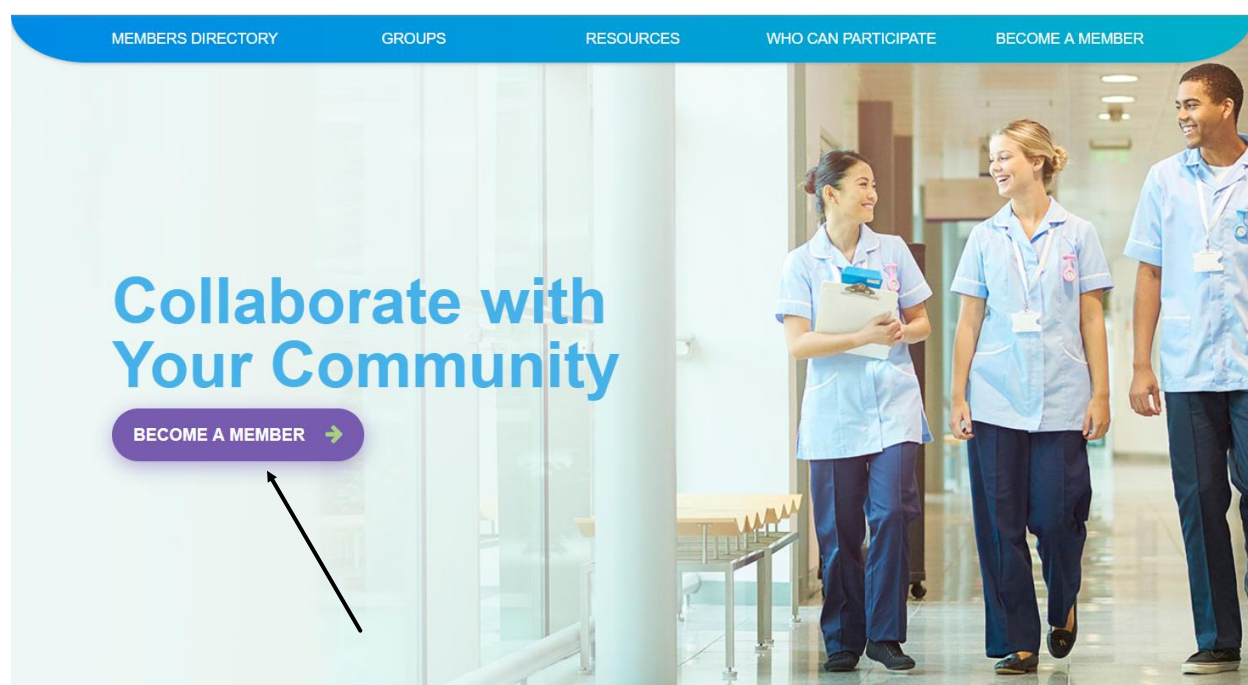 MEMBERS DIRECTORY GROUPS RESOURCES WHO CAN PARTICIPATE BECOME A MEMBER
Collaborate with
Your Community
BECOME A MEMBER